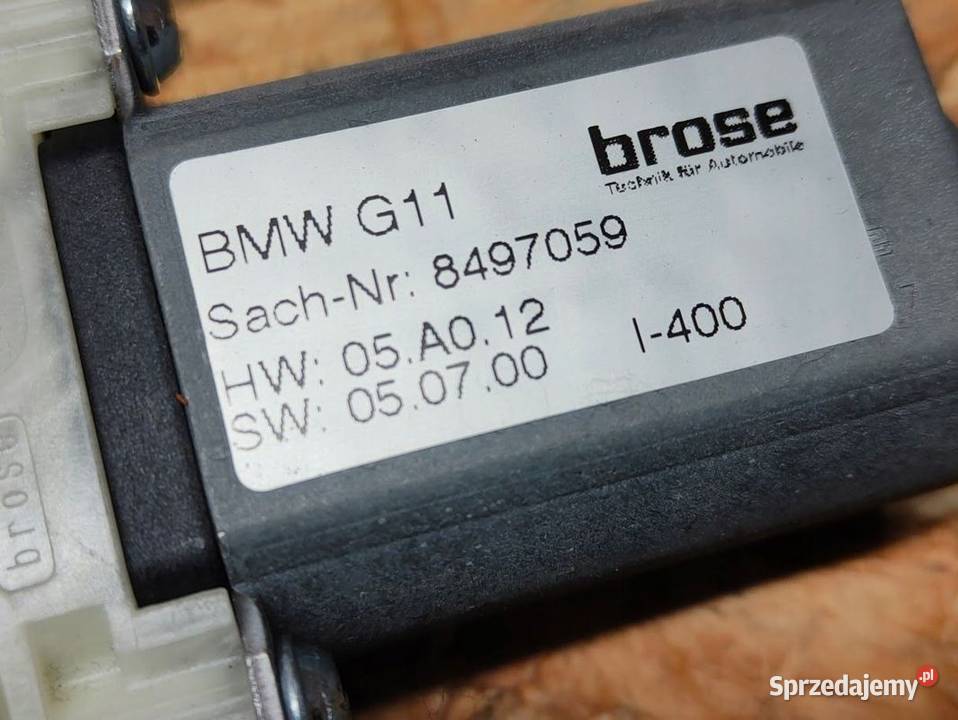 brose
Technik für Automobile
BMW G11
Sach-Nr: 8497059
HW: 05.A0.12
SW: 05.07.00
I-400
brose
Sprzedajemy.pl